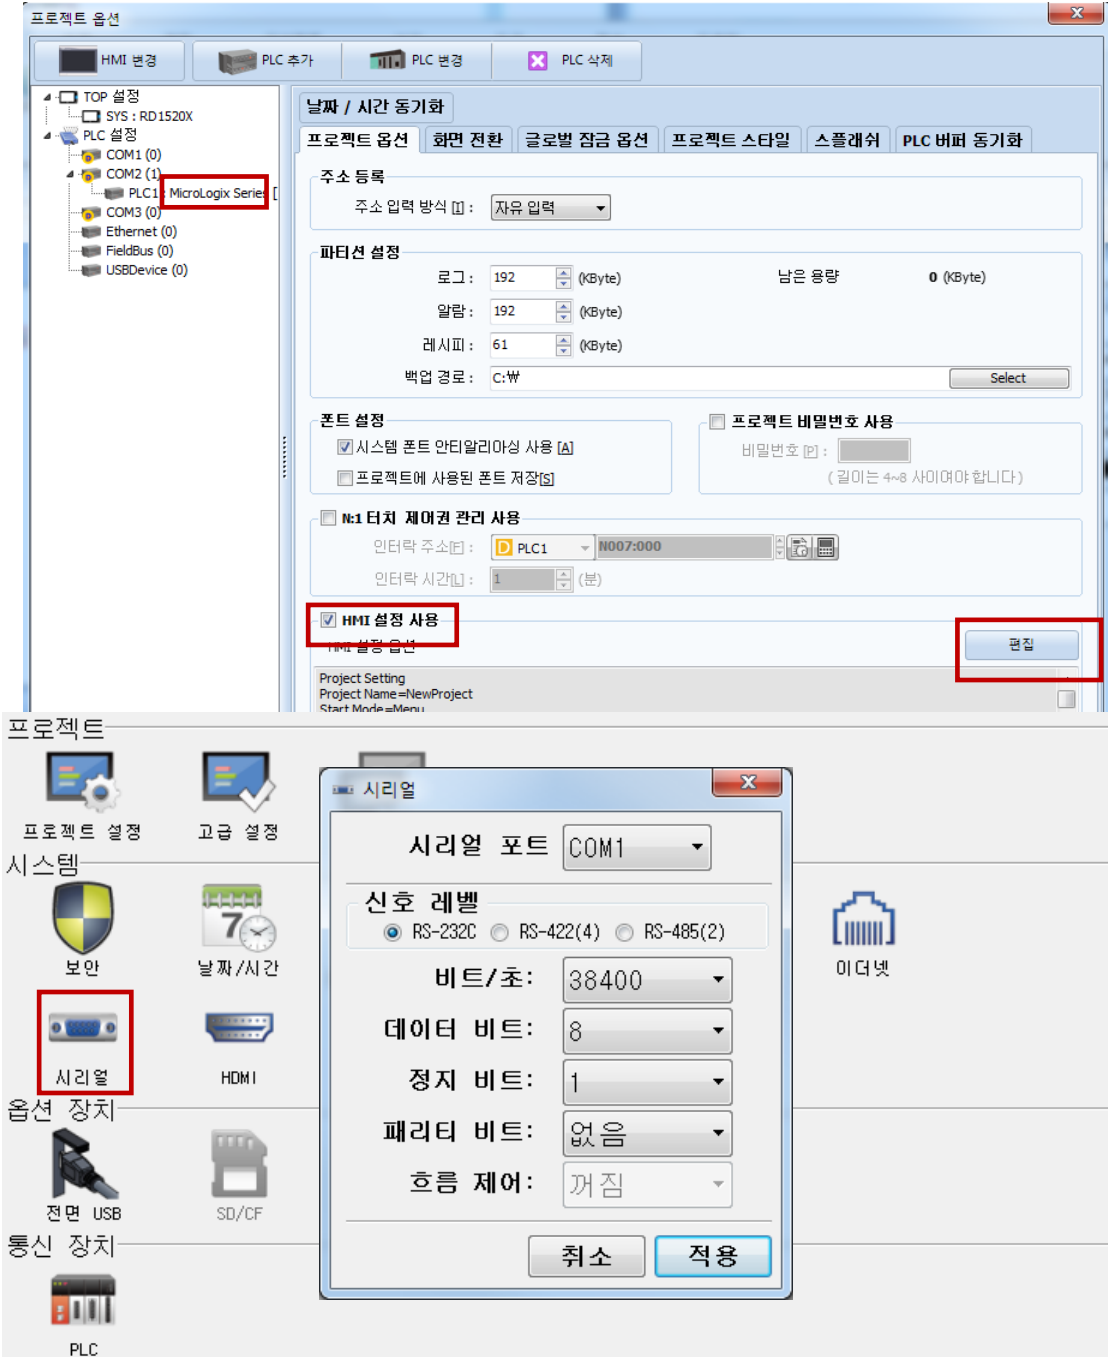 프로젝트 옵션
HMI 변경
PLC 추가
PLC 변경
PLC 삭제
TOP 설정
SYS : RD1520X
PLC 설정
COM1 (0)
COM2 (1)
PLC1 : MicroLogix Series [
COM3 (0)
Ethernet (0)
FieldBus (0)
USBDevice (0)
날짜 / 시간 동기화
프로젝트 옵션 화면 전환 글로벌 잠금 옵션 프로젝트 스타일 스플래쉬 PLC 버퍼 동기화
주소 등록
주소 입력 방식 [I] : 자유 입력
파티션 설정
로그 : 192 (KByte) 남은 용량 0 (KByte)
알람 : 192 (KByte)
레시피 : 61 (KByte)
백업 경로 : C:₩ Select
폰트 설정
시스템 폰트 안티알리아싱 사용 [A]
프로젝트에 사용된 폰트 저장[S]
프로젝트 비밀번호 사용
비밀번호 [P] :
( 길이는 4~8 사이여야 합니다 )
N:1 터치 제어권 관리 사용
인터락 주소[F] : D PLC1 N007:000
인터락 시간[L] : 1 (분)
HMI 설정 사용
HMI 설정 옵션 편집
Project Setting
Project Name=NewProject
Start Mode=Menu
프로젝트
프로젝트 설정
고급 설정
시스템
보안
7
날짜/시간
이더넷
시리얼
HDMI
옵션 장치
전면 USB
SD/CF
통신 장치
PLC
시리얼
시리얼 포트 COM1
신호 레벨
RS-232C RS-422(4) RS-485(2)
비트/초: 38400
데이터 비트: 8
정지 비트: 1
패리티 비트: 없음
흐름 제어: 꺼짐
취소 적용